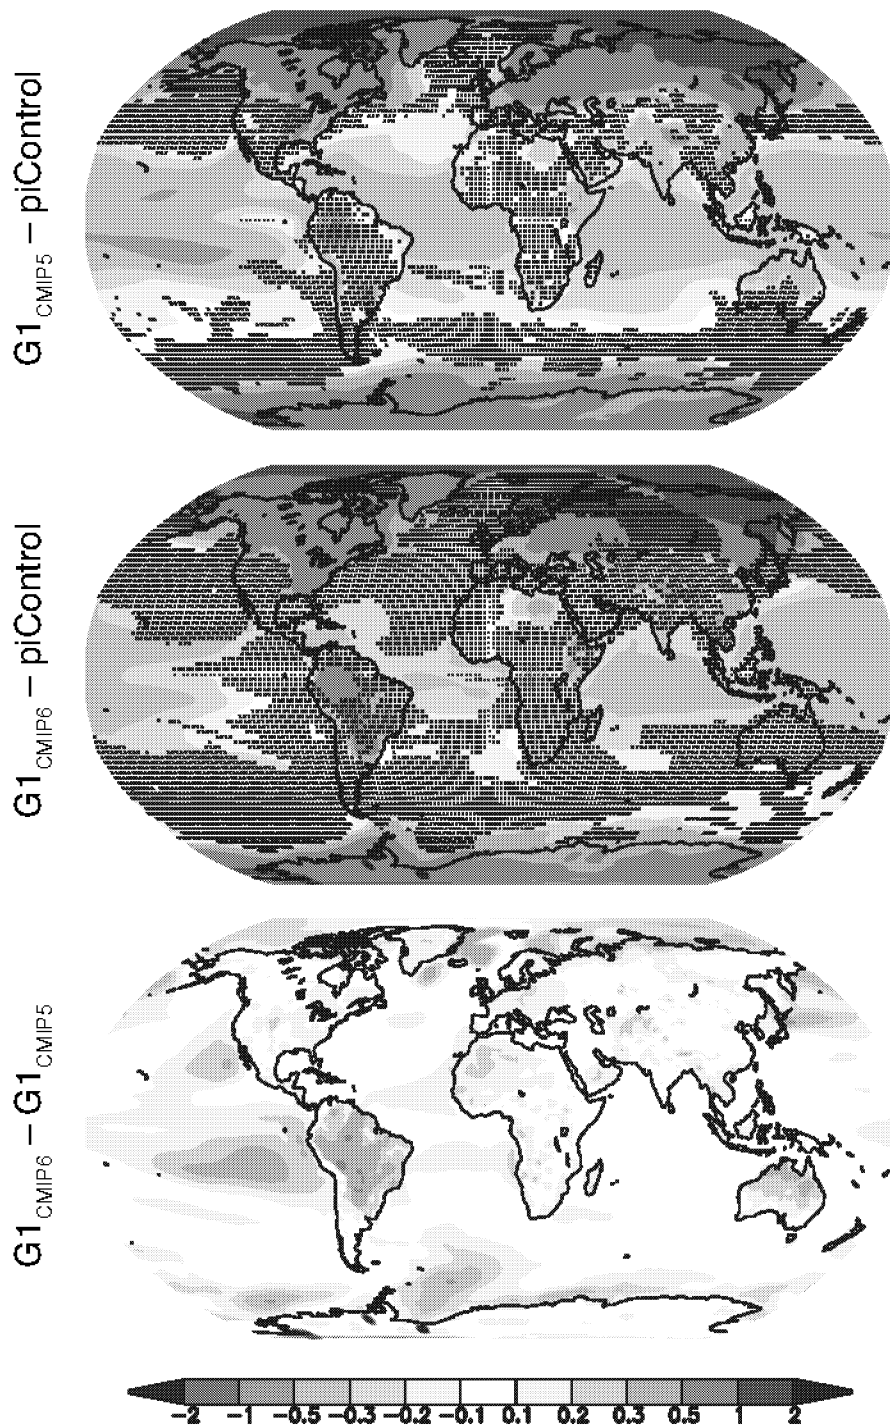 G1CMIP5 – piControl
G1CMIP6 – piControl
G1CMIP6 – G1CMIP5
-2 -1 -0.5 -0.3 -0.2 -0.1 0.1 0.2 0.3 0.5 1 2